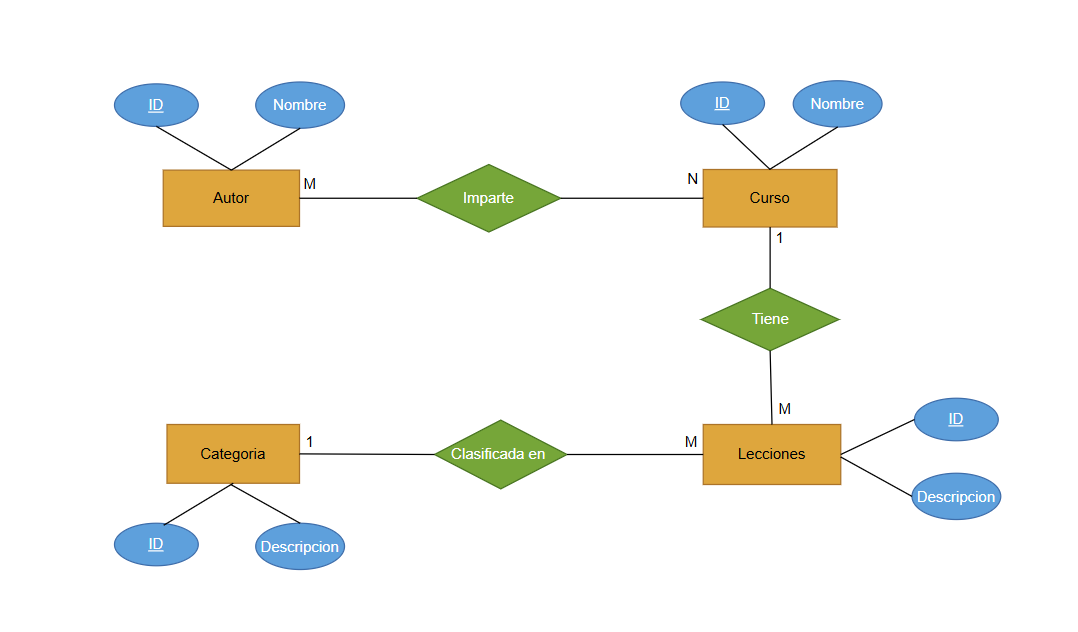 ID
Nombre
ID
Nombre
Autor
M
Imparte
N
Curso
1
Tiene
M
Categoria
1
Clasificada en
M
Lecciones
ID
Descripcion
ID
Descripcion